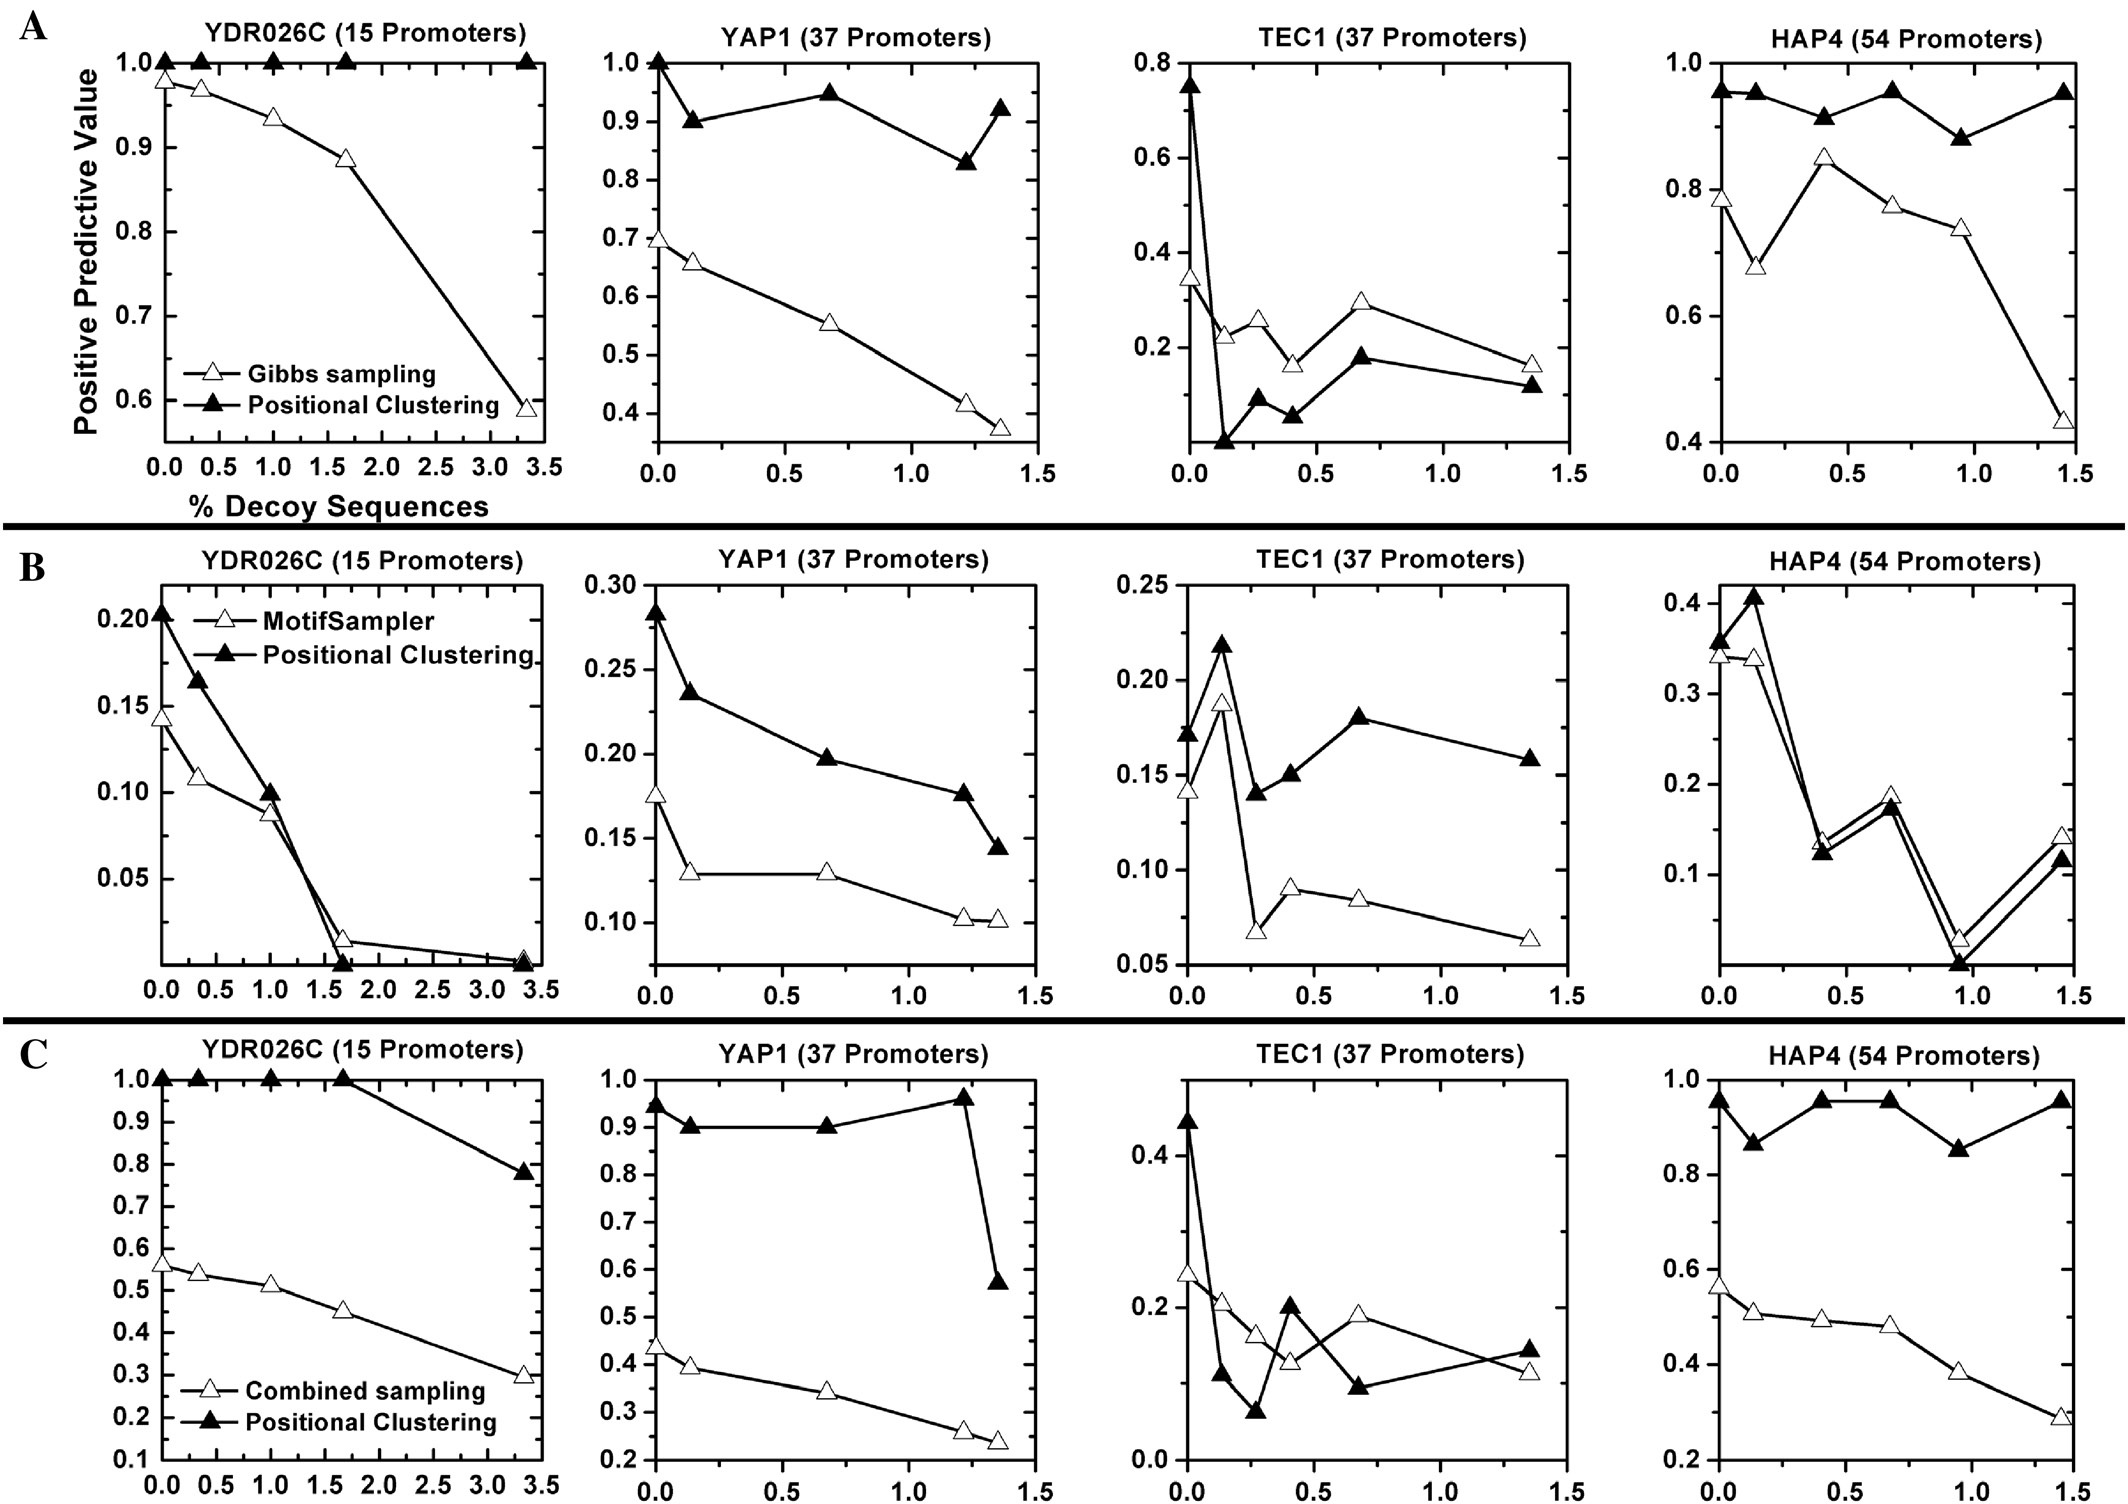 A
YDR026C (15 Promoters)
YAP1 (37 Promoters)
TEC1 (37 Promoters)
HAP4 (54 Promoters)
Positive Predictive Value
1.0
0.9
0.8
0.7
0.6
Gibbs sampling
Positional Clustering
0.0 0.5 1.0 1.5 2.0 2.5 3.0 3.5
% Decoy Sequences
1.0
0.9
0.8
0.7
0.6
0.5
0.4
0.0 0.5 1.0 1.5
0.8
0.6
0.4
0.2
0.0 0.5 1.0 1.5
1.0
0.8
0.6
0.4
0.0 0.5 1.0 1.5
B
YDR026C (15 Promoters)
YAP1 (37 Promoters)
TEC1 (37 Promoters)
HAP4 (54 Promoters)
0.20
0.15
0.10
0.05
MotifSampler
Positional Clustering
0.0 0.5 1.0 1.5 2.0 2.5 3.0 3.5
0.30
0.25
0.20
0.15
0.10
0.0 0.5 1.0 1.5
0.25
0.20
0.15
0.10
0.05
0.0 0.5 1.0 1.5
0.4
0.3
0.2
0.1
0.0 0.5 1.0 1.5
C
YDR026C (15 Promoters)
YAP1 (37 Promoters)
TEC1 (37 Promoters)
HAP4 (54 Promoters)
1.0
0.9
0.8
0.7
0.6
0.5
0.4
0.3
0.2
0.1
Combined sampling
Positional Clustering
0.0 0.5 1.0 1.5 2.0 2.5 3.0 3.5
1.0
0.9
0.8
0.7
0.6
0.5
0.4
0.3
0.2
0.0 0.5 1.0 1.5
0.4
0.2
0.0
0.0 0.5 1.0 1.5
1.0
0.8
0.6
0.4
0.2
0.0 0.5 1.0 1.5